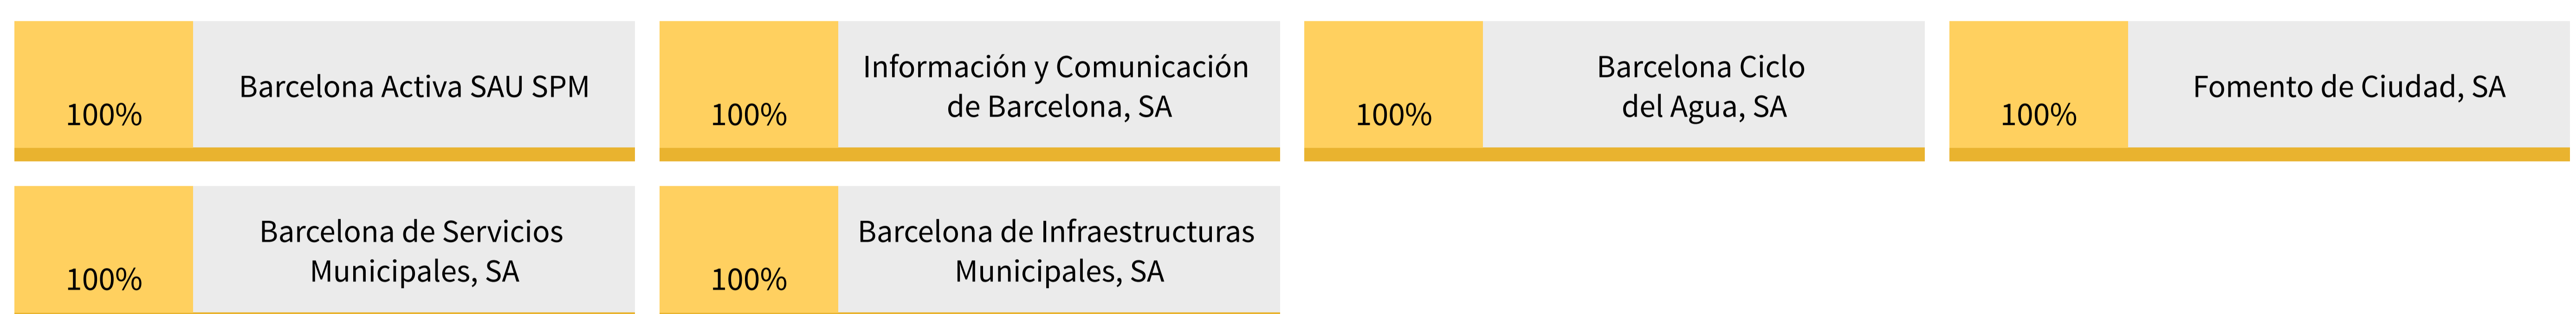 100%
Barcelona Activa SAU SPM
100%
Información y Comunicación
de Barcelona, SA
100%
Barcelona Ciclo
del Agua, SA
100%
Fomento de Ciudad, SA
100%
Barcelona de Servicios
Municipales, SA
100%
Barcelona de Infraestructuras
Municipales, SA